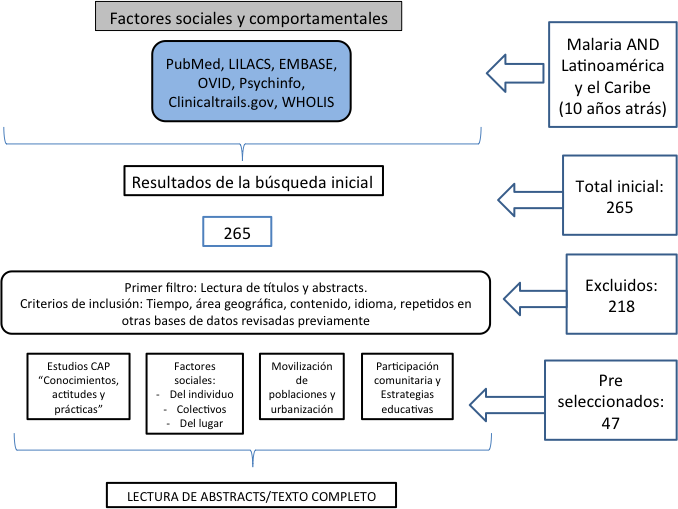 Factores sociales y comportamentales
PubMed, LILACS, EMBASE,
OVID, Psychinfo,
Clinicaltrails.gov, WHOLIS
Malaria AND
Latinoamérica
y el Caribe
(10 años atrás)
Resultados de la búsqueda inicial
Total inicial:
265
265
Primer filtro: Lectura de titulos y abstracts.
Criterios de inclusión: Tiempo, área geográfica, contenido, idioma, repetidos en
otras bases de datos revisadas previamente
Excluidos:
218
Estudios CAP
“Conocimientos,
actitudes y
prácticas”
Factores
sociales:
- Del individuo
- Colectivos
- Del lugar
Movilización
de
poblaciones y
urbanización
Participación
comunitaria y
Estrategias
educativas
Pre
seleccionados:
47
LECTURA DE ABSTRACTS/TEXTO COMPLETO